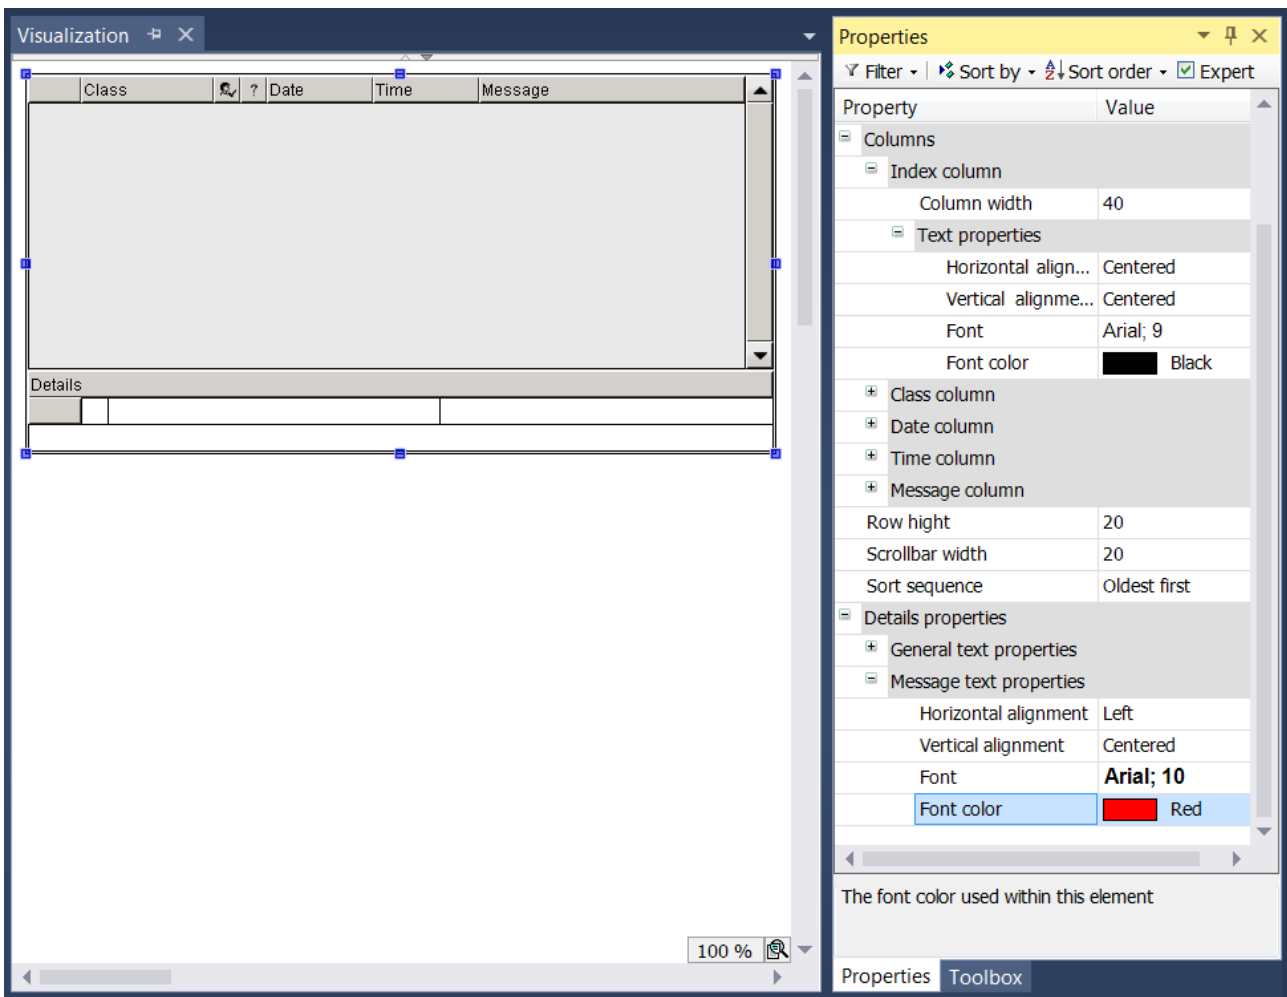 Visualization
Class ? Date Time Message
Details
100 %
Properties
Filter Sort by Sort order Expert
Property Value
Columns
Index column
Column width 40
Text properties
Horizontal align... Centered
Vertical alignme... Centered
Font Arial; 9
Font color Black
Class column
Date column
Time column
Message column
Row hight 20
Scrollbar width 20
Sort sequence Oldest first
Details properties
General text properties
Message text properties
Horizontal alignment Left
Vertical alignment Centered
Font Arial; 10
Font color Red
The font color used within this element
Properties Toolbox